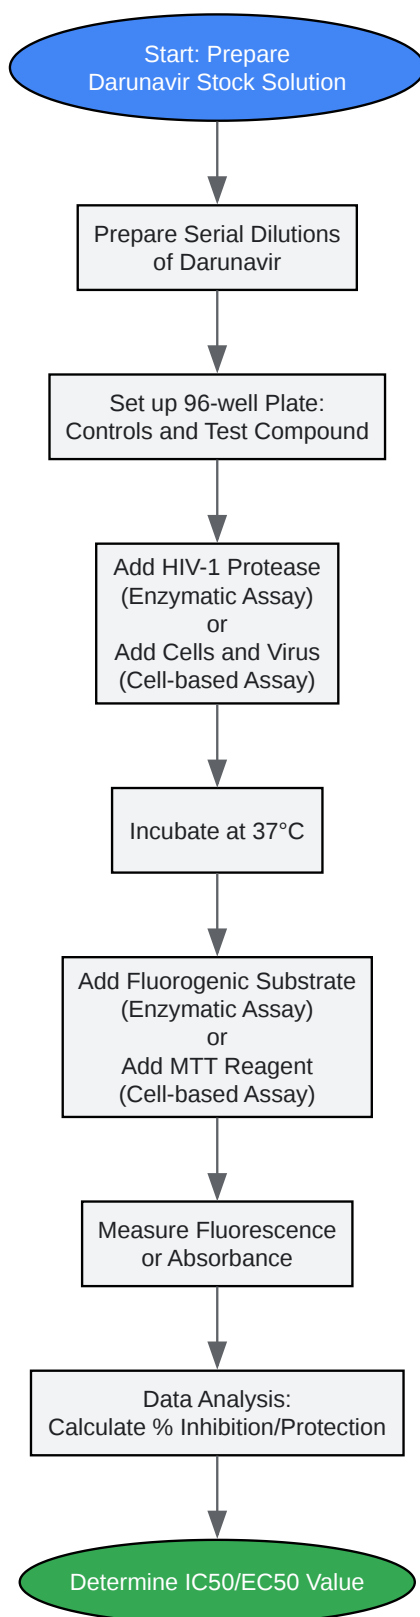 Start: Prepare
Darunavir Stock Solution
Prepare Serial Dilutions
of Darunavir
Set up 96-well Plate:
Controls and Test Compound
Add HIV-1 Protease
(Enzymatic Assay)
or
Add Cells and Virus
(Cell-based Assay)
Incubate at 37°C
Add Fluorogenic Substrate
(Enzymatic Assay)
or
Add MTT Reagent
(Cell-based Assay)
Measure Fluorescence
or Absorbance
Data Analysis:
Calculate % Inhibition/Protection
Determine IC50/EC50 Value